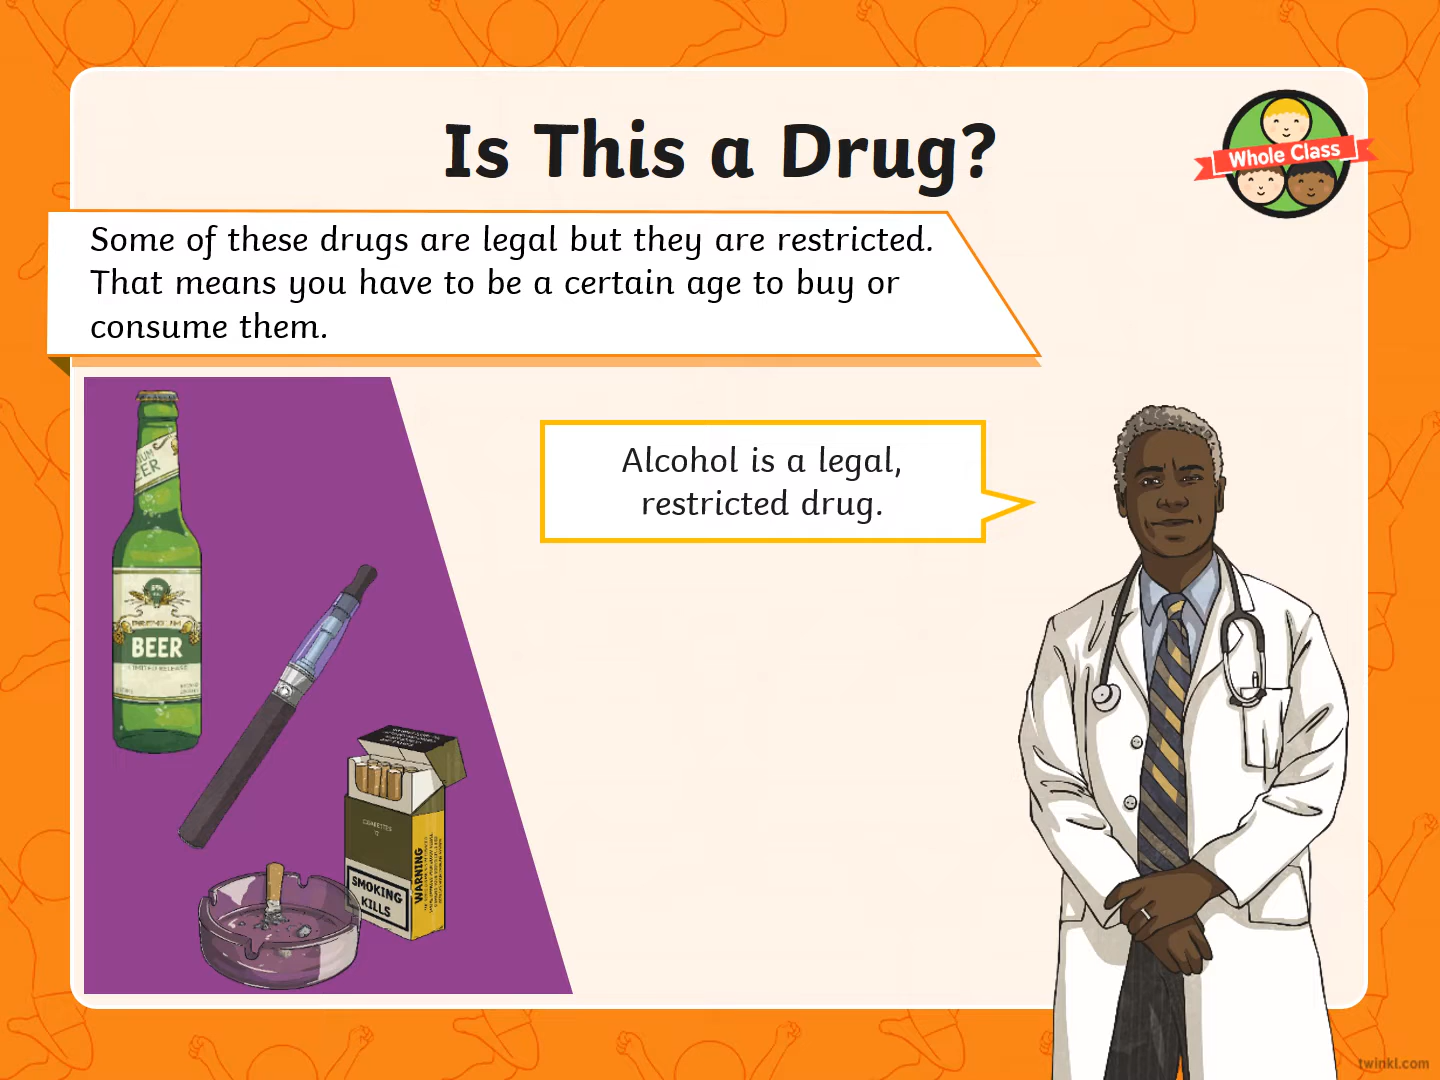 Is This a Drug?
Whole Class
Some of these drugs are legal but they are restricted.
That means you have to be a certain age to buy or
consume them.
Alcohol is a legal,
restricted drug.
BEER
CIGARETTES
WARNING
SMOKING
KILLS
twinkl.com